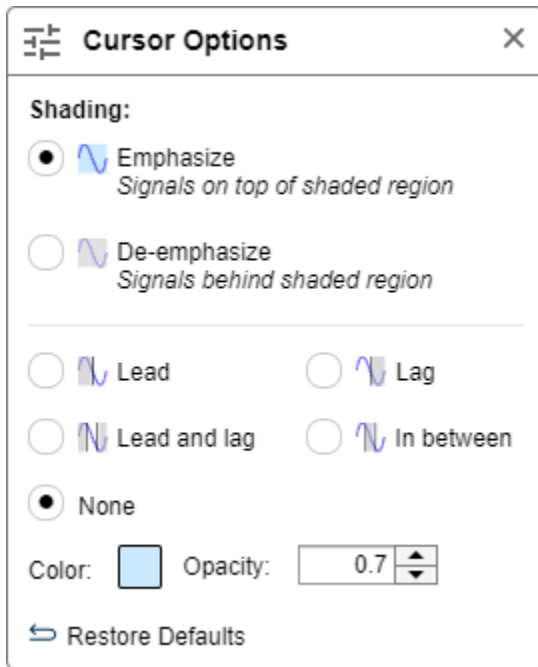 Cursor Options
Shading:
Emphasize
Signals on top of shaded region
De-emphasize
Signals behind shaded region
Lead
Lag
Lead and lag
In between
None
Color:
Opacity: 0.7
Restore Defaults